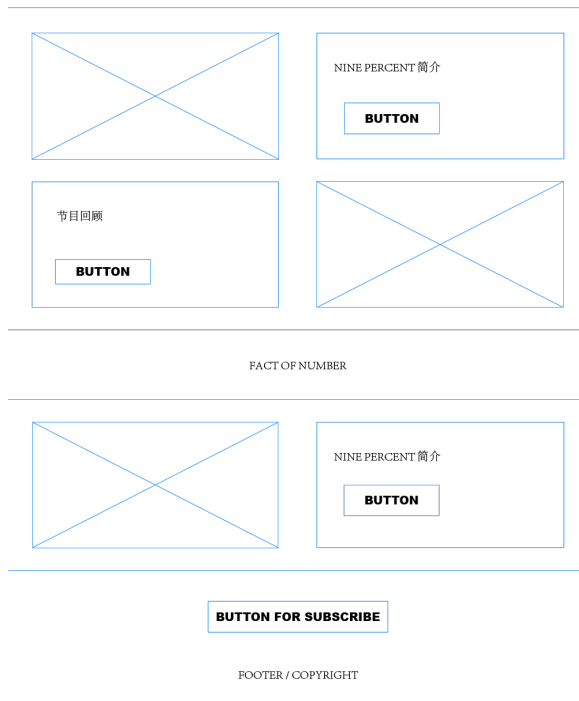 NINE PERCENT 简介
BUTTON
节目回顾
BUTTON
FACT OF NUMBER
NINE PERCENT 简介
BUTTON
BUTTON FOR SUBSCRIBE
FOOTER / COPYRIGHT